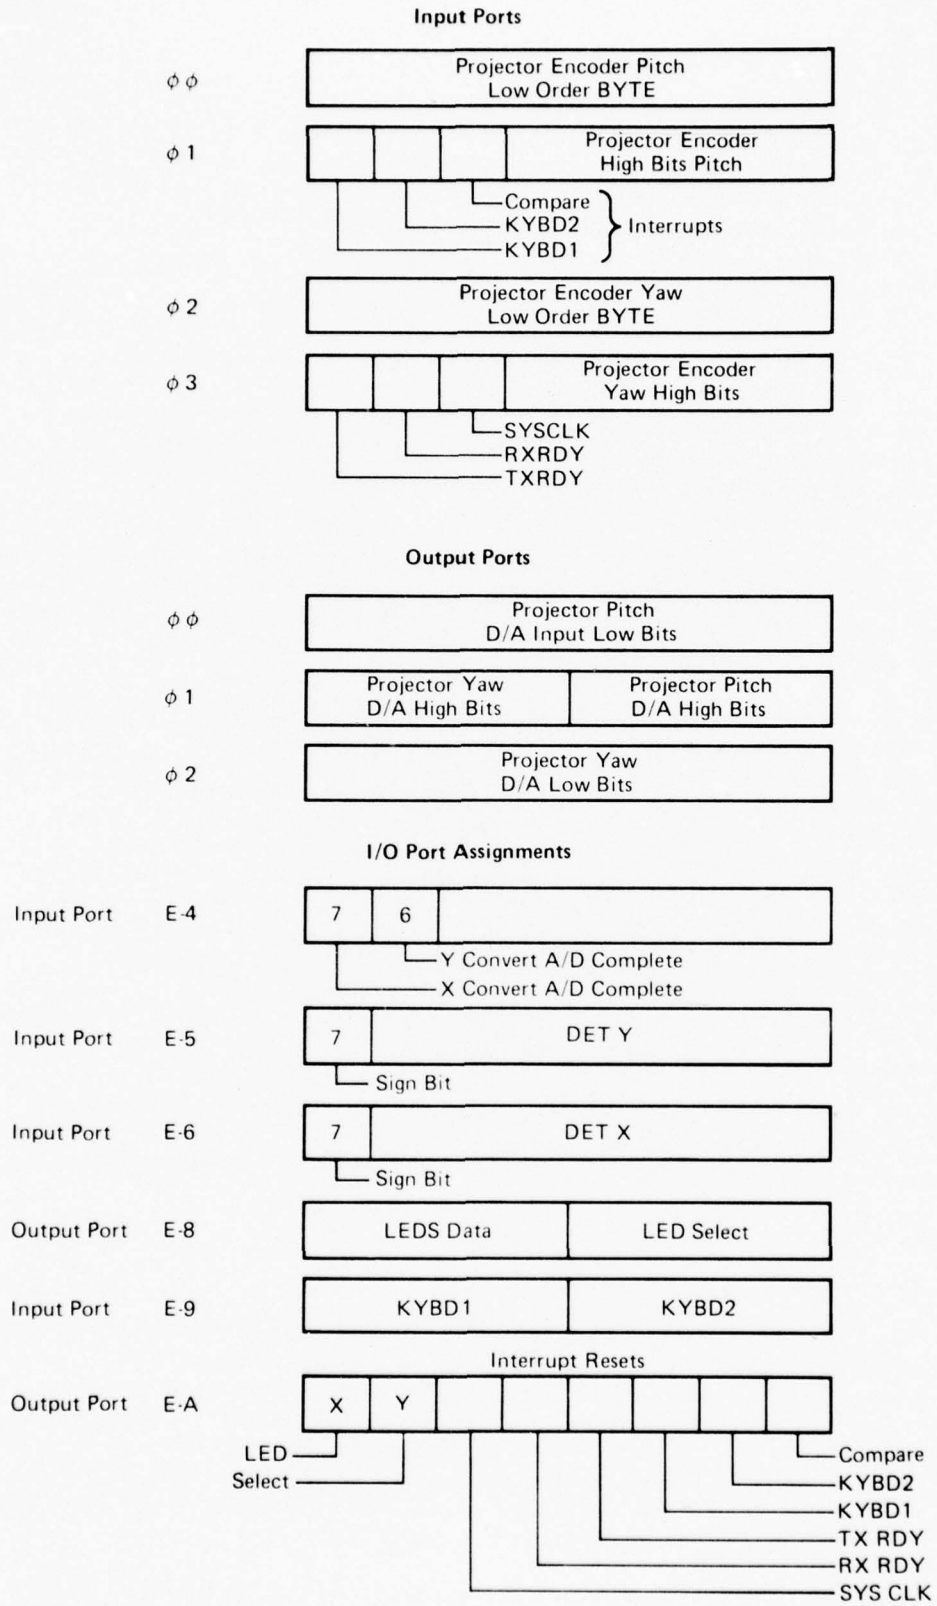 Input Ports
ϕϕ
Projector Encoder Pitch
Low Order BYTE
ϕ1
Projector Encoder
High Bits Pitch
Compare
KYBD2
KYBD1
Interrupts
ϕ2
Projector Encoder Yaw
Low Order BYTE
ϕ3
Projector Encoder
Yaw High Bits
SYSCLK
RXRDY
TXRDY
Output Ports
ϕϕ
Projector Pitch
D/A Input Low Bits
ϕ1
Projector Yaw
D/A High Bits
Projector Pitch
D/A High Bits
ϕ2
Projector Yaw
D/A Low Bits
I/O Port Assignments
Input Port E-4
7 6
Y Convert A/D Complete
X Convert A/D Complete
Input Port E-5
7 DET Y
Sign Bit
Input Port E-6
7 DET X
Sign Bit
Output Port E-8
LEDS Data LED Select
Input Port E-9
KYBD1 KYBD2
Interrupt Resets
Output Port E-A
X Y
LED
Select
Compare
KYBD2
KYBD1
TX RDY
RX RDY
SYS CLK